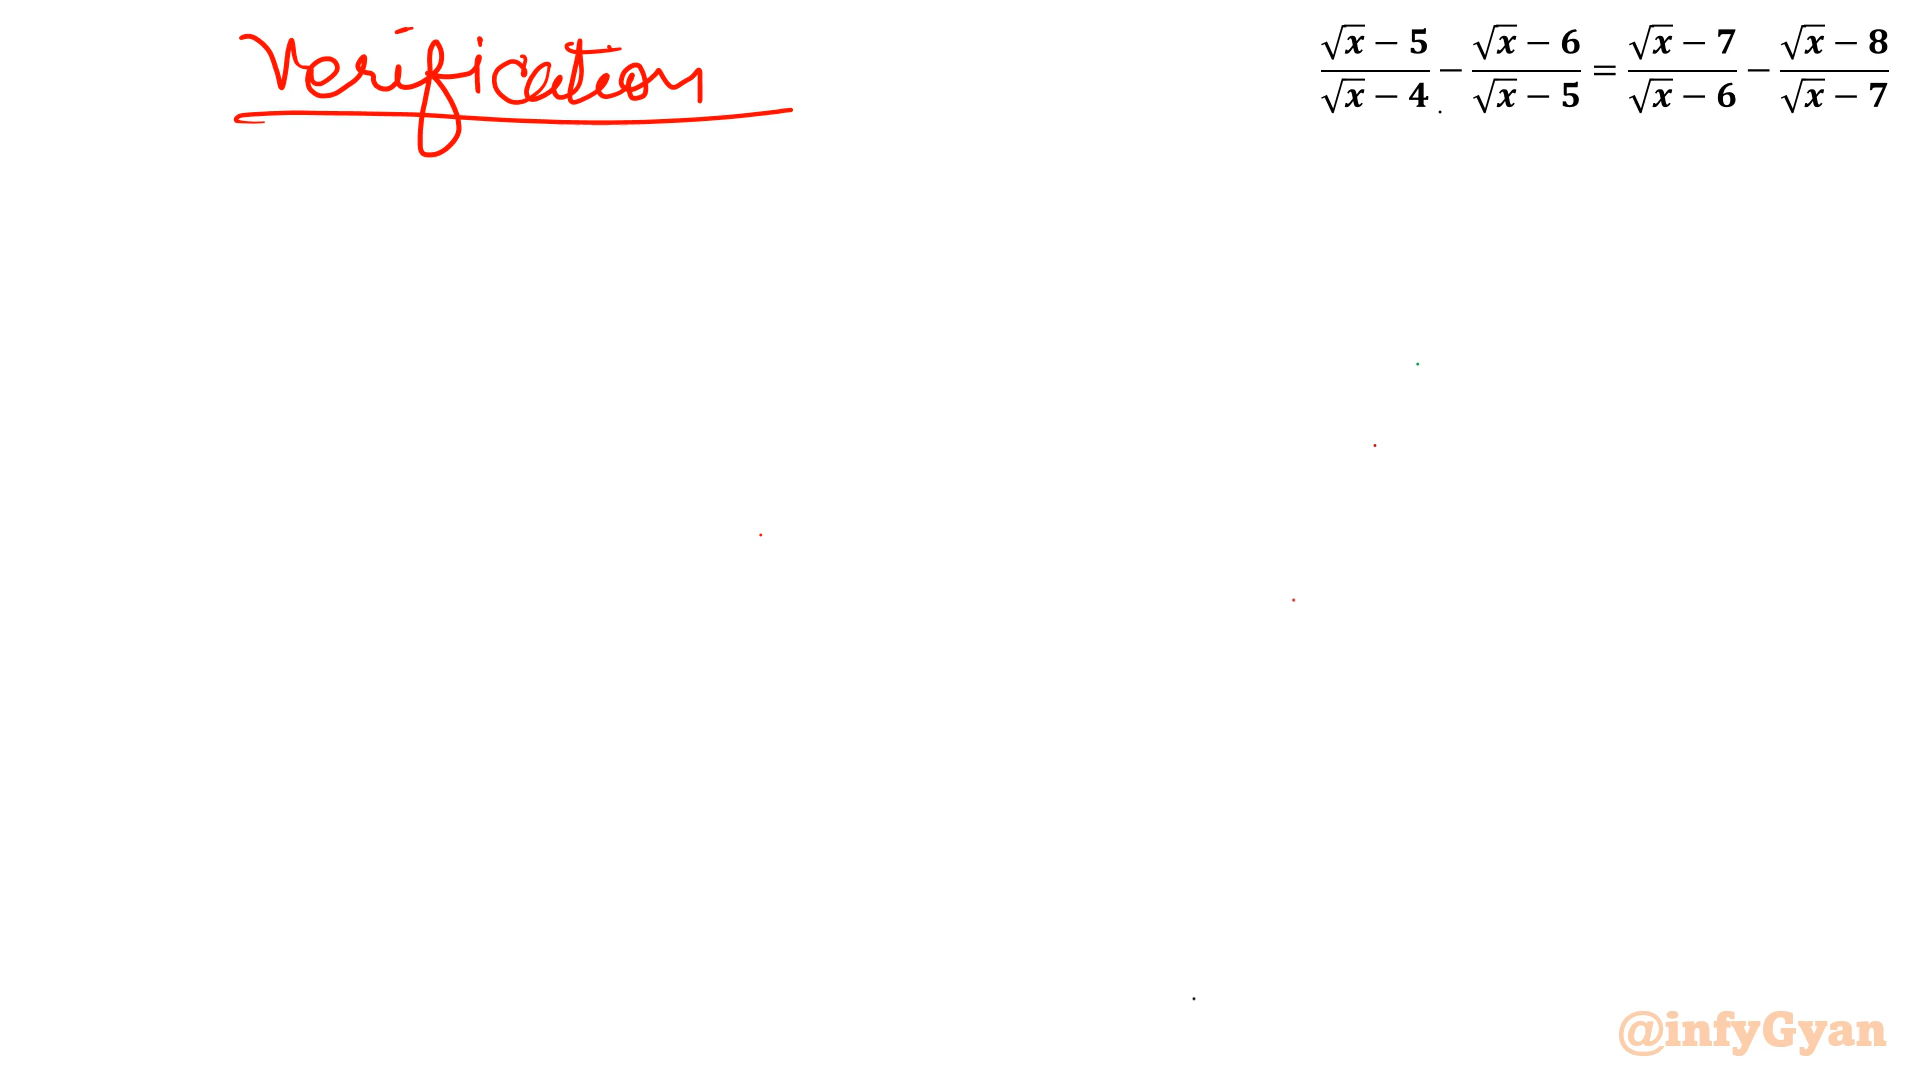 Verification
(√x − 5)/(√x − 4) − (√x − 6)/(√x − 5) = (√x − 7)/(√x − 6) − (√x − 8)/(√x − 7)
@infyGyan